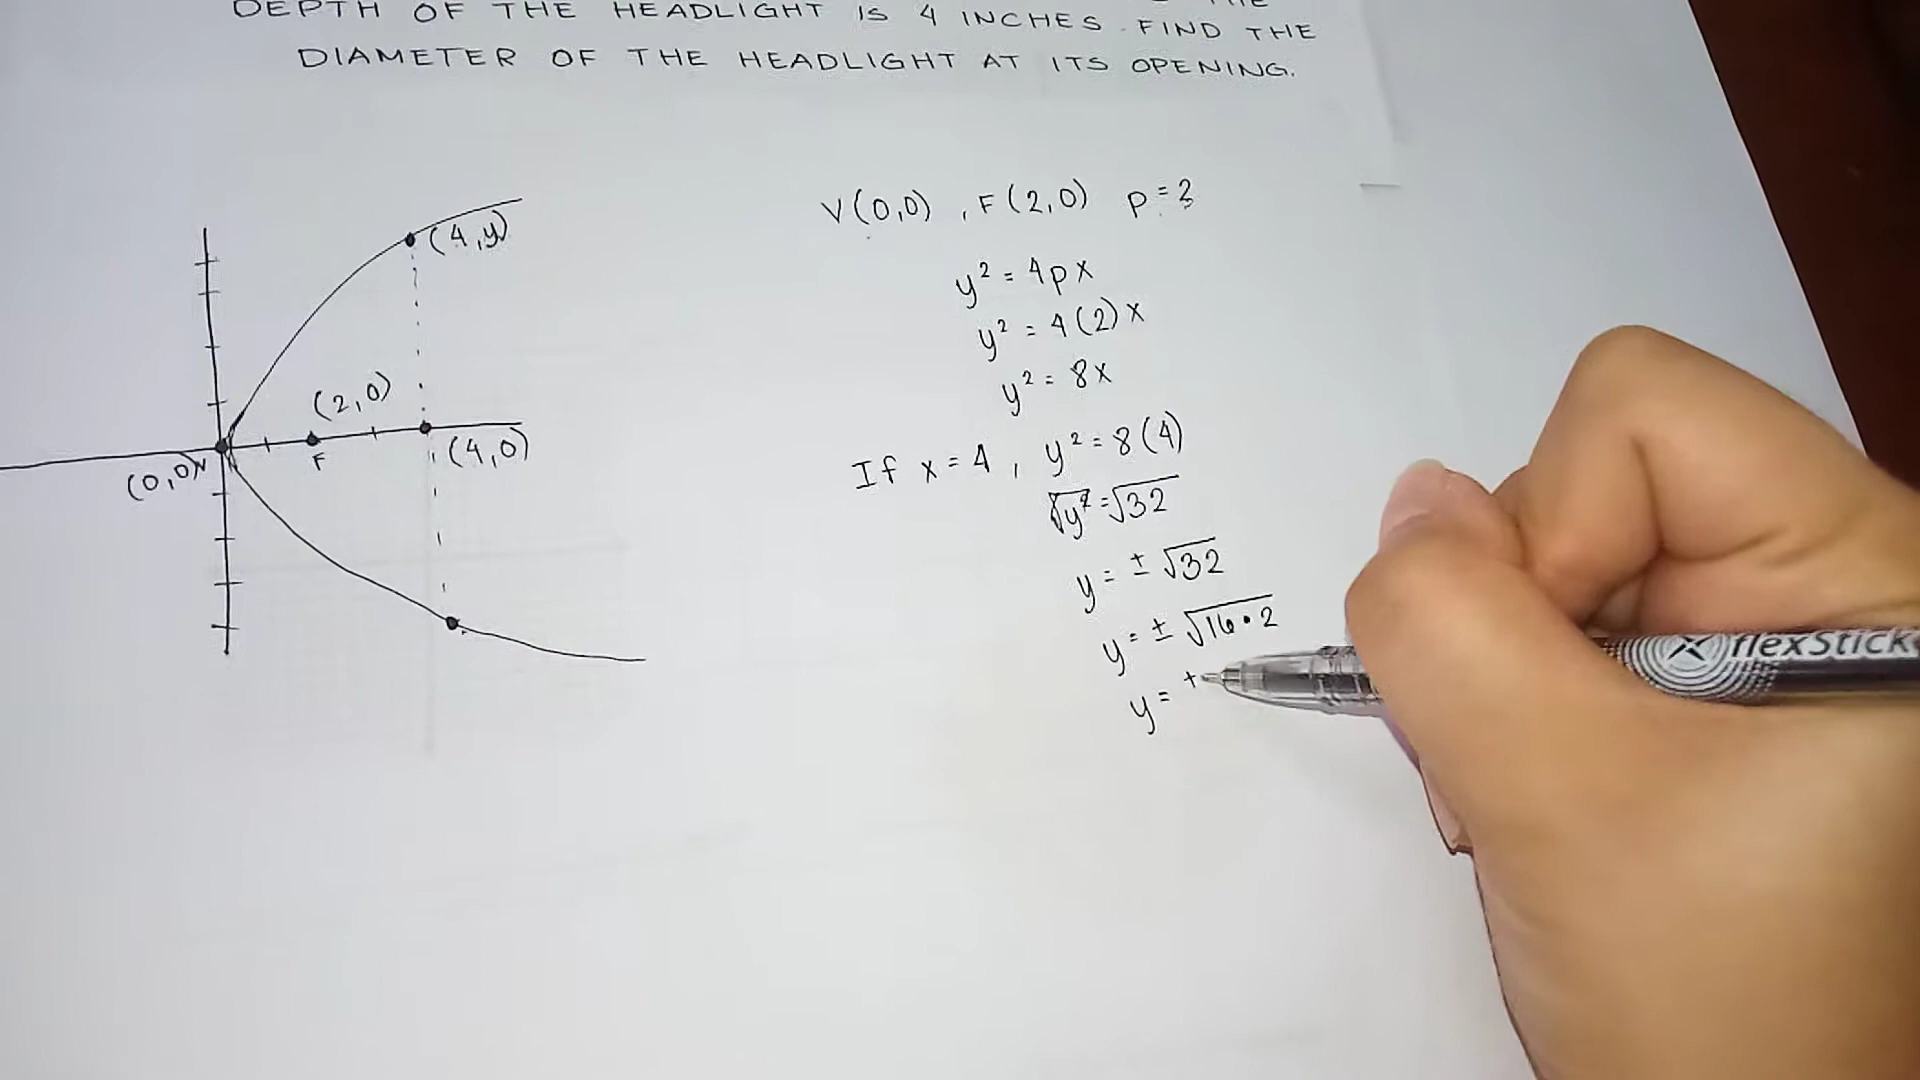 DEPTH OF THE HEADLIGHT IS 4 INCHES. FIND THE
DIAMETER OF THE HEADLIGHT AT ITS OPENING.
V(0,0) , F(2,0) p=2
(4,y)
y² = 4px
y² = 4(2)x
y² = 8x
(2,0)
F
(4,0)
(0,0)V
If x=4, y² = 8(4)
√y² = √32
y = ± √32
y = ± √16•2
y = +
flexStick